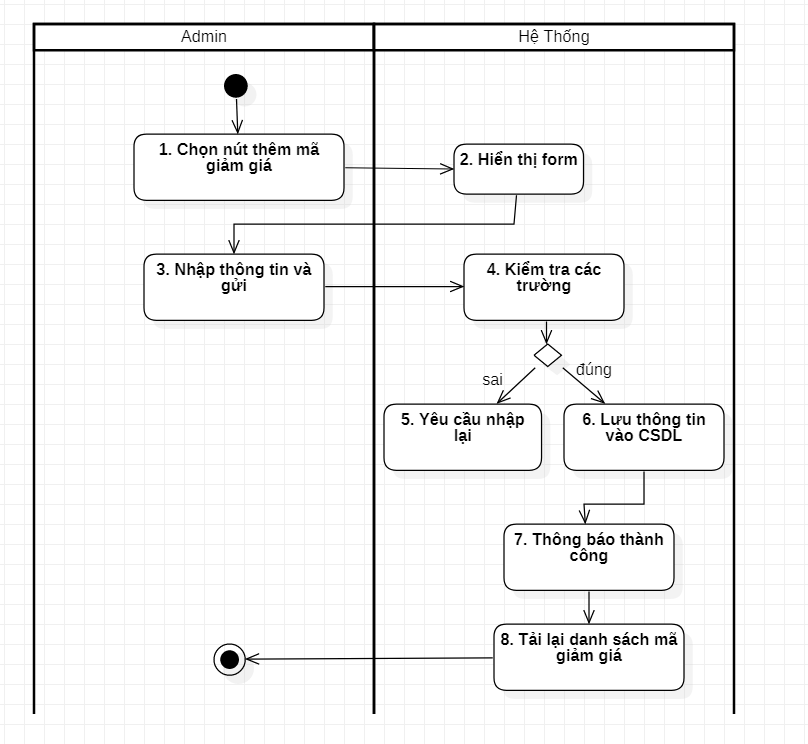 Admin
Hệ Thống
1. Chọn nút thêm mã
giảm giá
2. Hiển thị form
3. Nhập thông tin và
gửi
4. Kiểm tra các
trường
sai
đúng
5. Yêu cầu nhập
lại
6. Lưu thông tin
vào CSDL
7. Thông báo thành
công
8. Tải lại danh sách mã
giảm giá